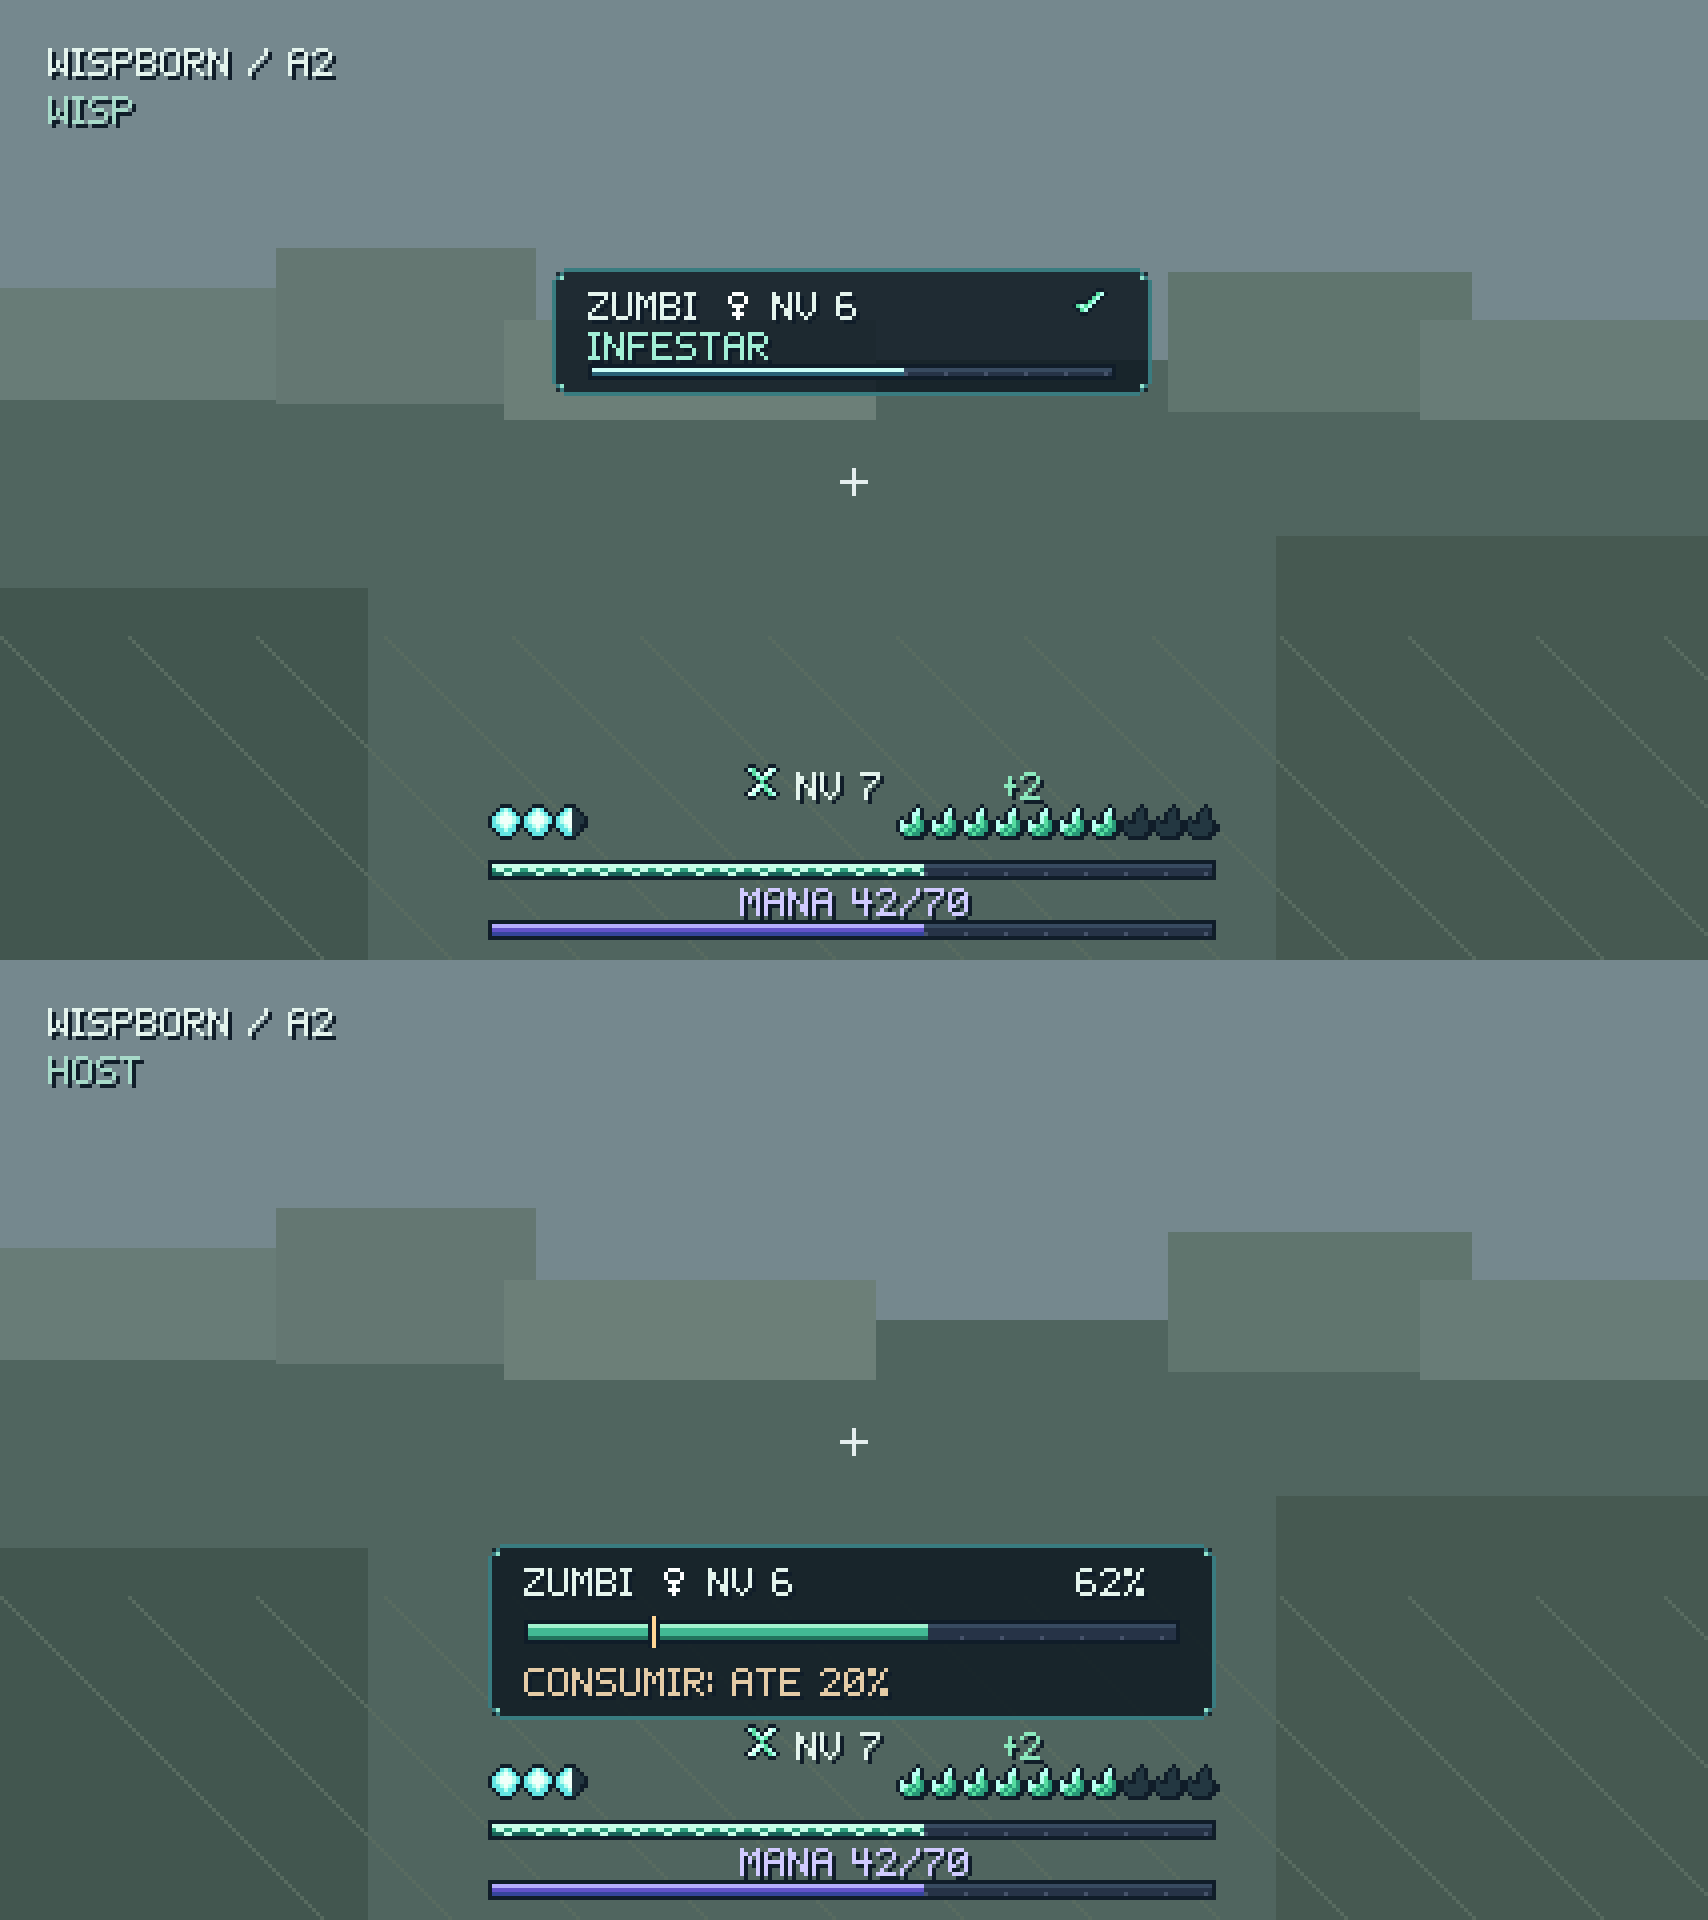 WISPBORN / A2
WISP
ZUMBI ♀ NV 6
INFESTAR
NV 7
+2
MANA 42/70
WISPBORN / A2
HOST
ZUMBI ♀ NV 6 62%
CONSUMIR: ATE 20%
NV 7
+2
MANA 42/70